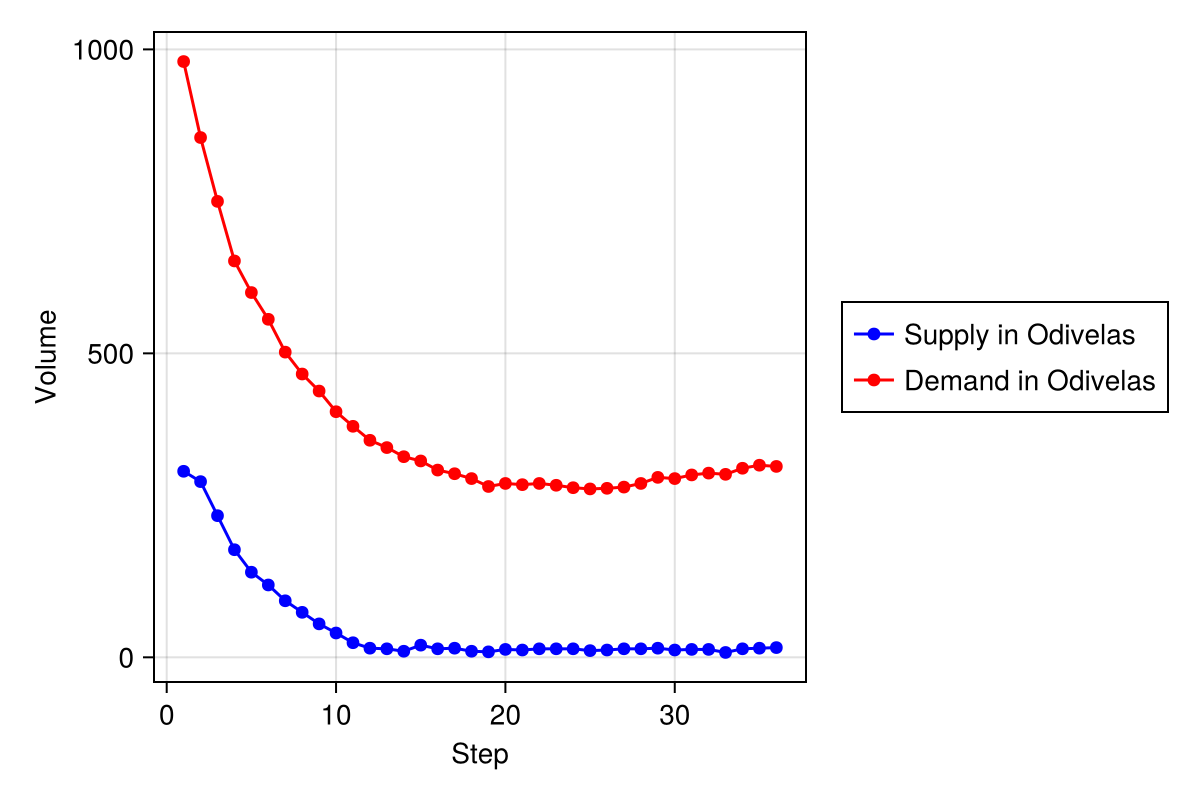 1000
500
0
Volume
0 10 20 30
Step
Supply in Odivelas
Demand in Odivelas